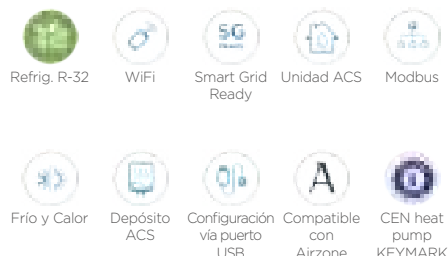 SG
Refrig. R-32
WiFi
Smart Grid
Ready
Unidad ACS
Modbus
A
Frío y Calor
Depósito
ACS
Configuración
vía puerto
USB
Compatible
con
Airzone
CEN heat
pump
KEYMARK